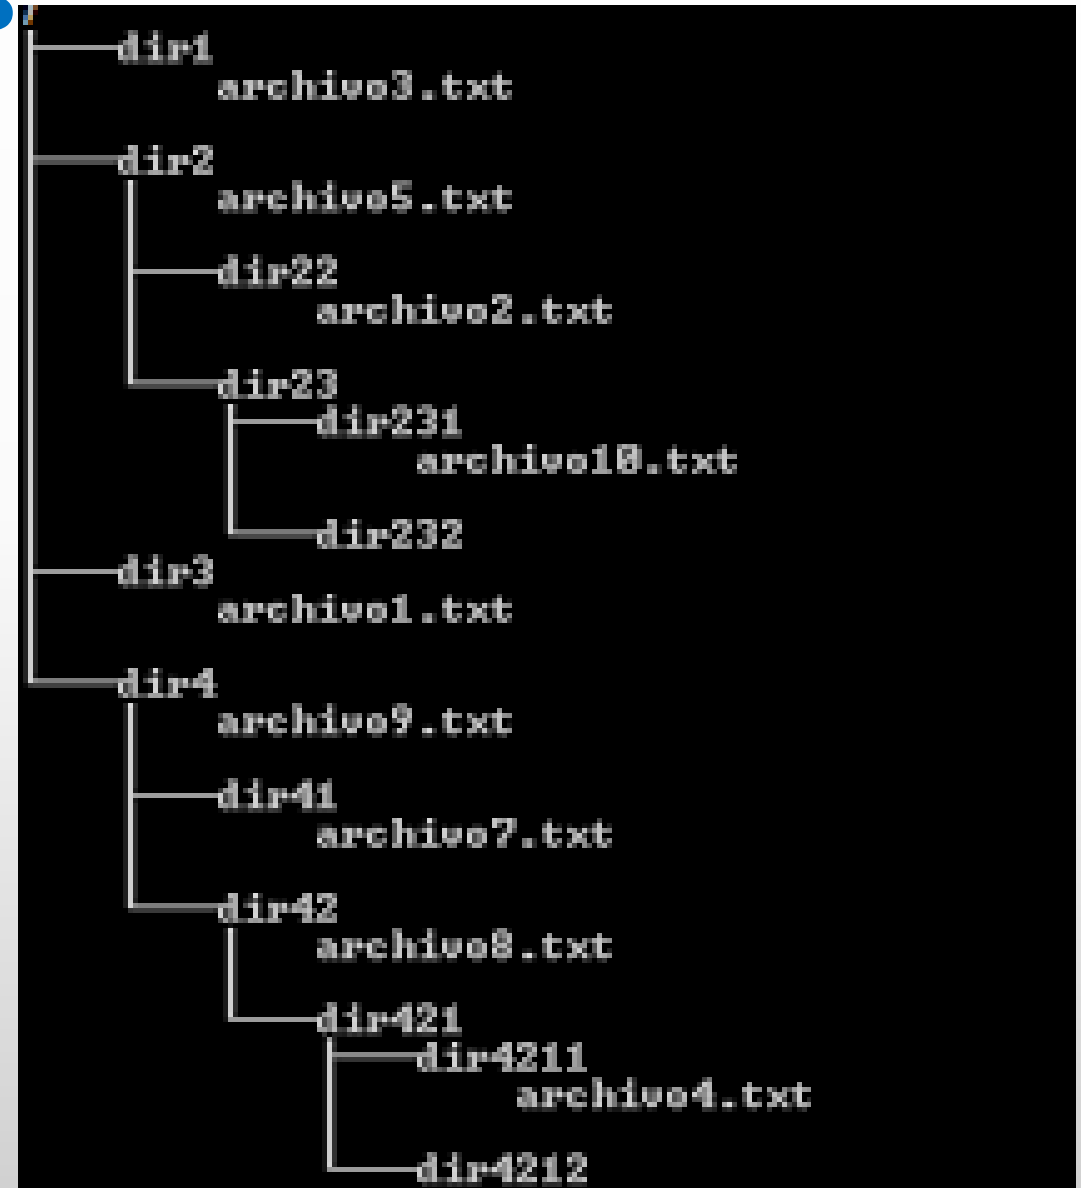 dir1
archivo3.txt
dir2
archivo5.txt
dir22
archivo2.txt
dir23
dir231
archivo10.txt
dir232
dir3
archivo1.txt
dir4
archivo9.txt
dir41
archivo7.txt
dir42
archivo8.txt
dir421
dir4211
archivo4.txt
dir4212